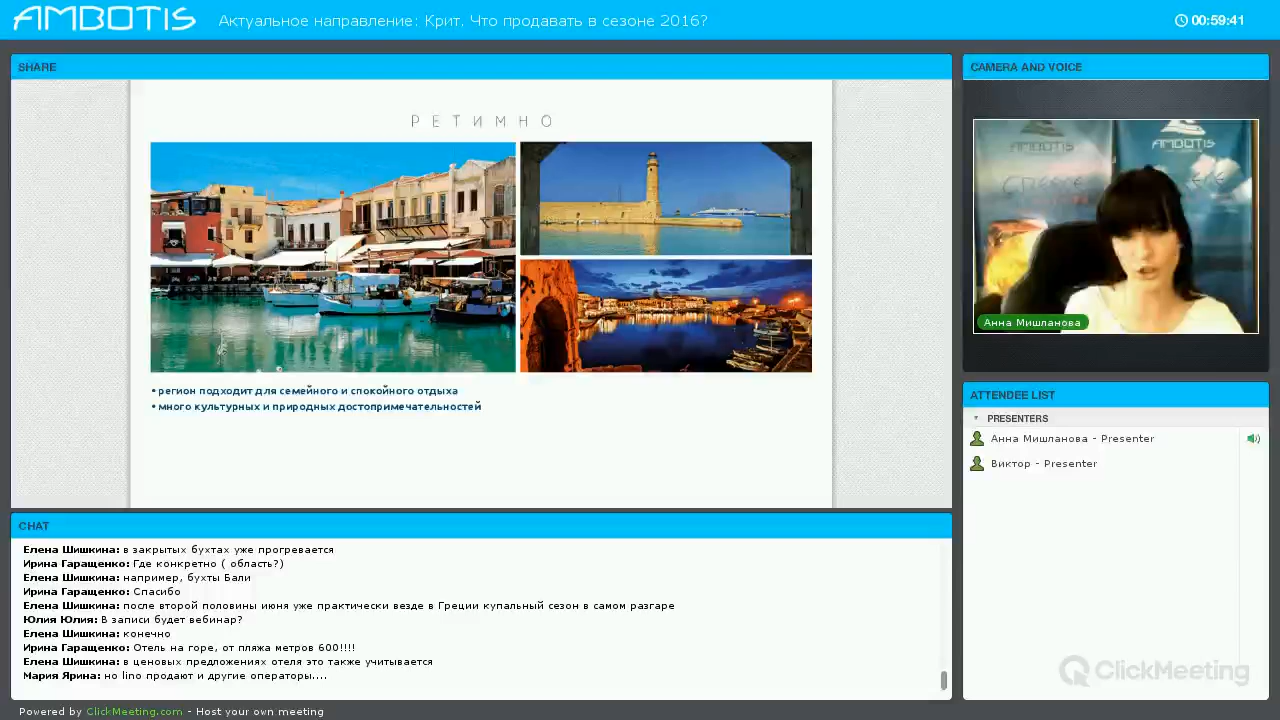 AMBOTIS Актуальное направление: Крит. Что продавать в сезоне 2016? 00:59:41
SHARE
РЕТИМНО
• регион подходит для семейного и спокойного отдыха
• много культурных и природных достопримечательностей
CAMERA AND VOICE
AMBOTIS AMBOTIS
Анна Мишланова
ATTENDEE LIST
PRESENTERS
Анна Мишланова - Presenter
Виктор - Presenter
ClickMeeting
CHAT
Елена Шишкина: в закрытых бухтах уже прогревается
Ирина Гаращенко: Где конкретно ( область?)
Елена Шишкина: например, бухты Бали
Ирина Гаращенко: Спасибо
Елена Шишкина: после второй половины июня уже практически везде в Греции купальный сезон в самом разгаре
Юлия Юлия: В записи будет вебинар?
Елена Шишкина: конечно
Ирина Гаращенко: Отель на горе, от пляжа метров 600!!!!
Елена Шишкина: в ценовых предложениях отеля это также учитывается
Мария Ярина: но lino продают и другие операторы....
Powered by ClickMeeting.com - Host your own meeting